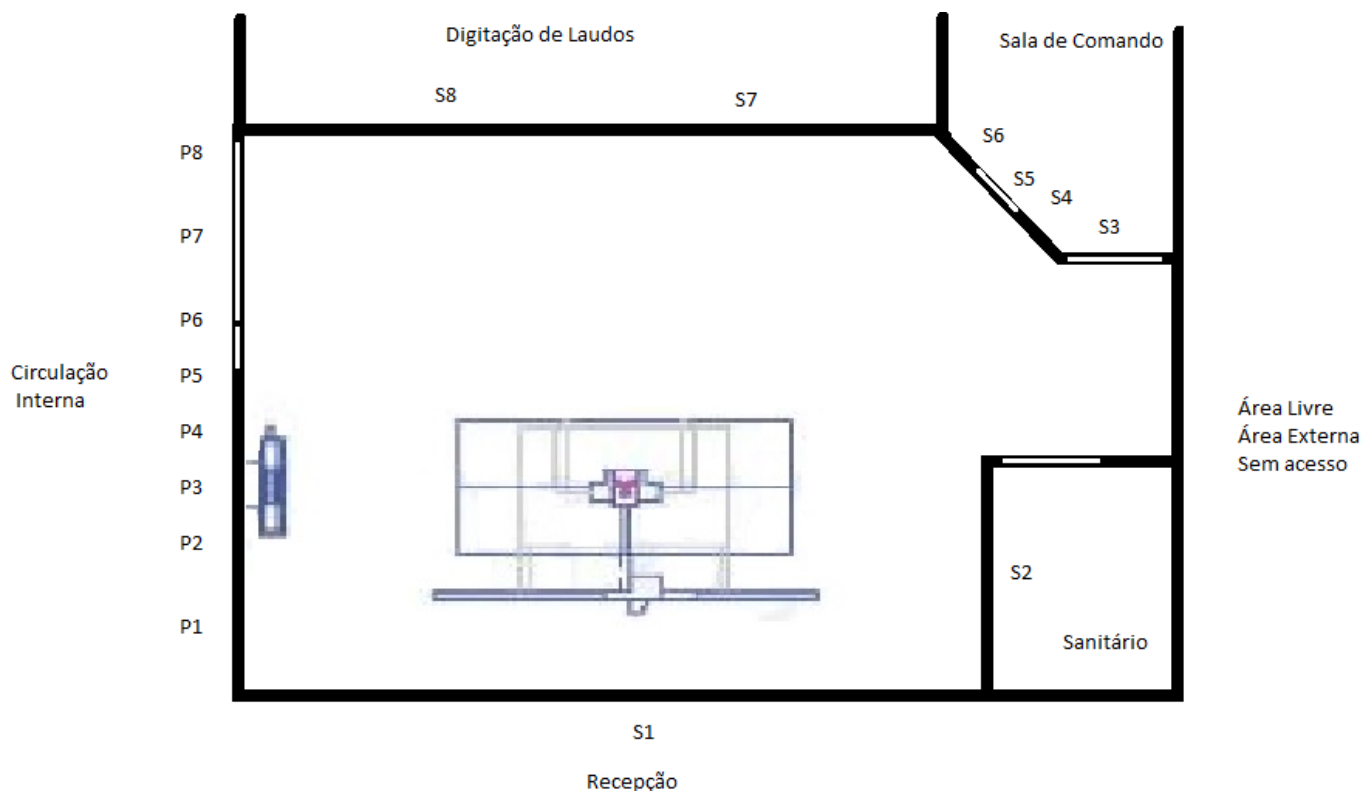 Digitação de Laudos
Sala de Comando
S8
S7
S6
P8
S5
S4
S3
P7
P6
Circulação
Interna
P5
Área Livre
Área Externa
Sem acesso
P4
P3
P2
S2
P1
Sanitário
S1
Recepção